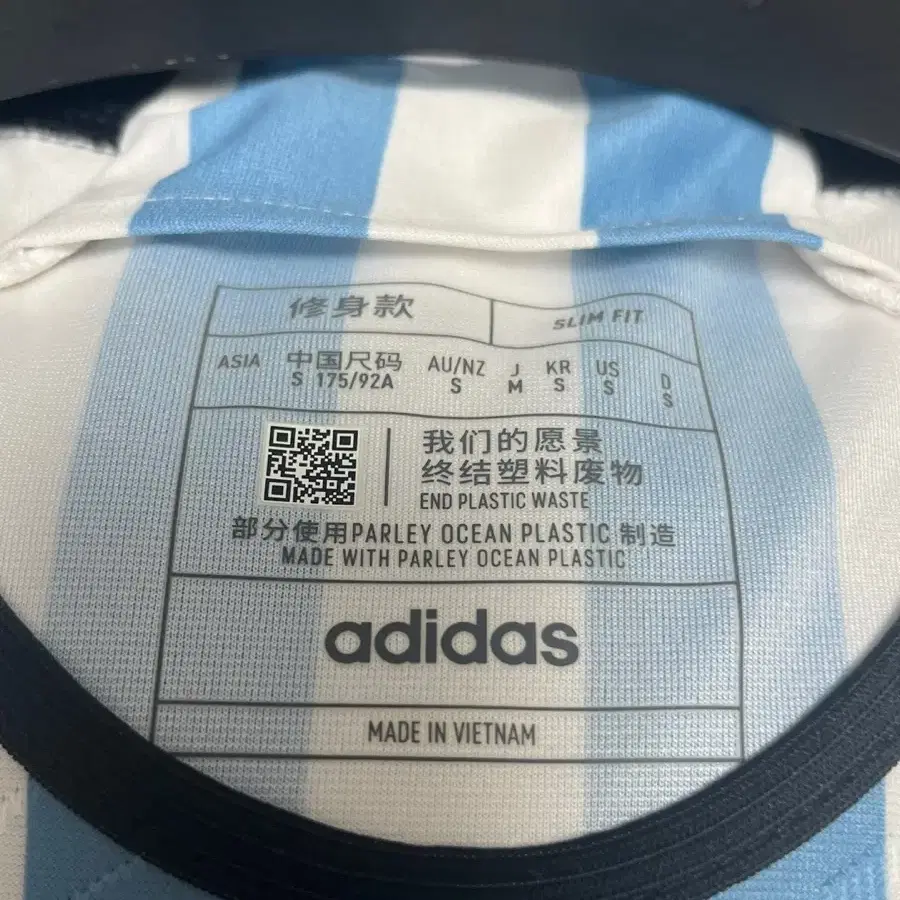 修身款 SLIM FIT
ASIA 中国尺码 AU/NZ J KR US D
S 175/92A S M S S S
我们的愿景
终结塑料废物
END PLASTIC WASTE
部分使用PARLEY OCEAN PLASTIC 制造
MADE WITH PARLEY OCEAN PLASTIC
adidas
MADE IN VIETNAM